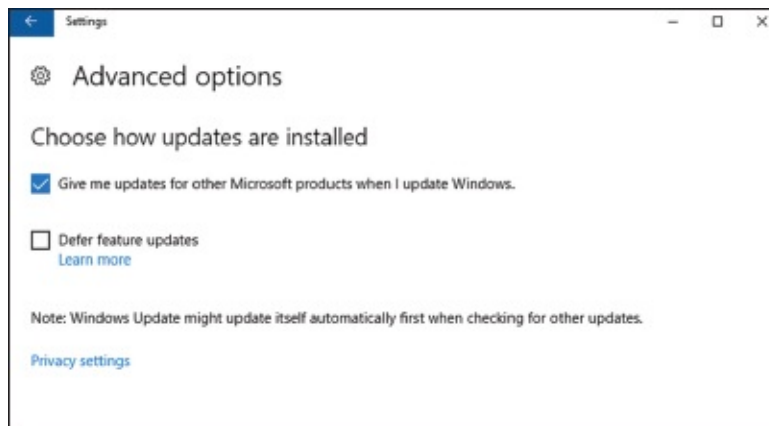 Settings
Advanced options
Choose how updates are installed
Give me updates for other Microsoft products when I update Windows.
Defer feature updates
Learn more
Note: Windows Update might update itself automatically first when checking for other updates.
Privacy settings